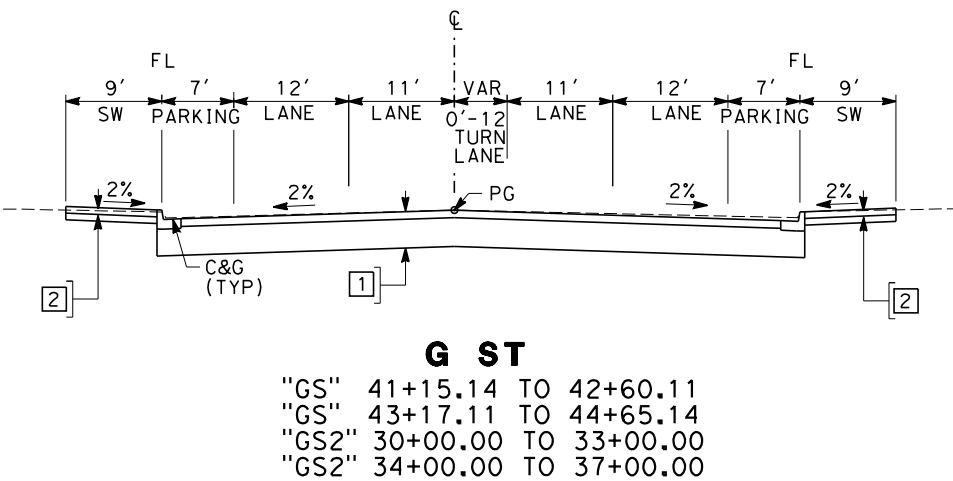 ℄
FL FL
9' 7' 12' 11' VAR 11' 12' 7' 9'
SW PARKING LANE LANE 0'-12 LANE LANE PARKING SW
TURN
LANE
2% 2% PG 2% 2%
C&G
(TYP)
2 1 2
G ST
"GS" 41+15.14 TO 42+60.11
"GS" 43+17.11 TO 44+65.14
"GS2" 30+00.00 TO 33+00.00
"GS2" 34+00.00 TO 37+00.00